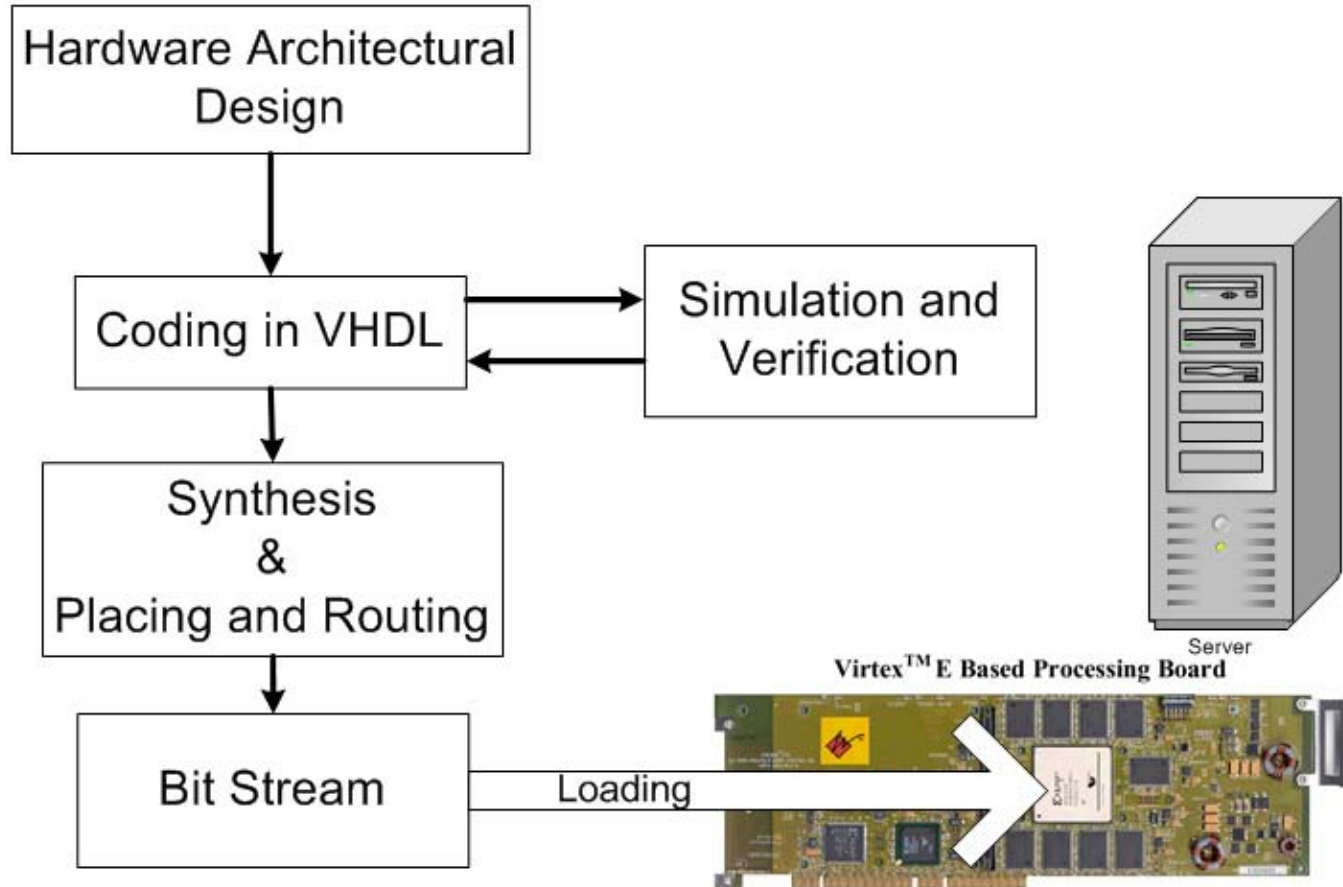 Hardware Architectural
Design
Coding in VHDL
Simulation and
Verification
Synthesis
&
Placing and Routing
Server
Virtex™ E Based Processing Board
Bit Stream
Loading